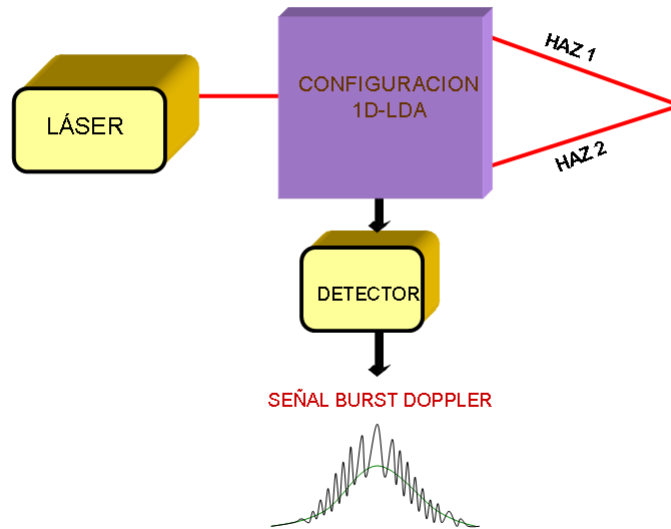 LÁSER
CONFIGURACION
1D-LDA
HAZ 1
HAZ 2
DETECTOR
SEÑAL BURST DOPPLER